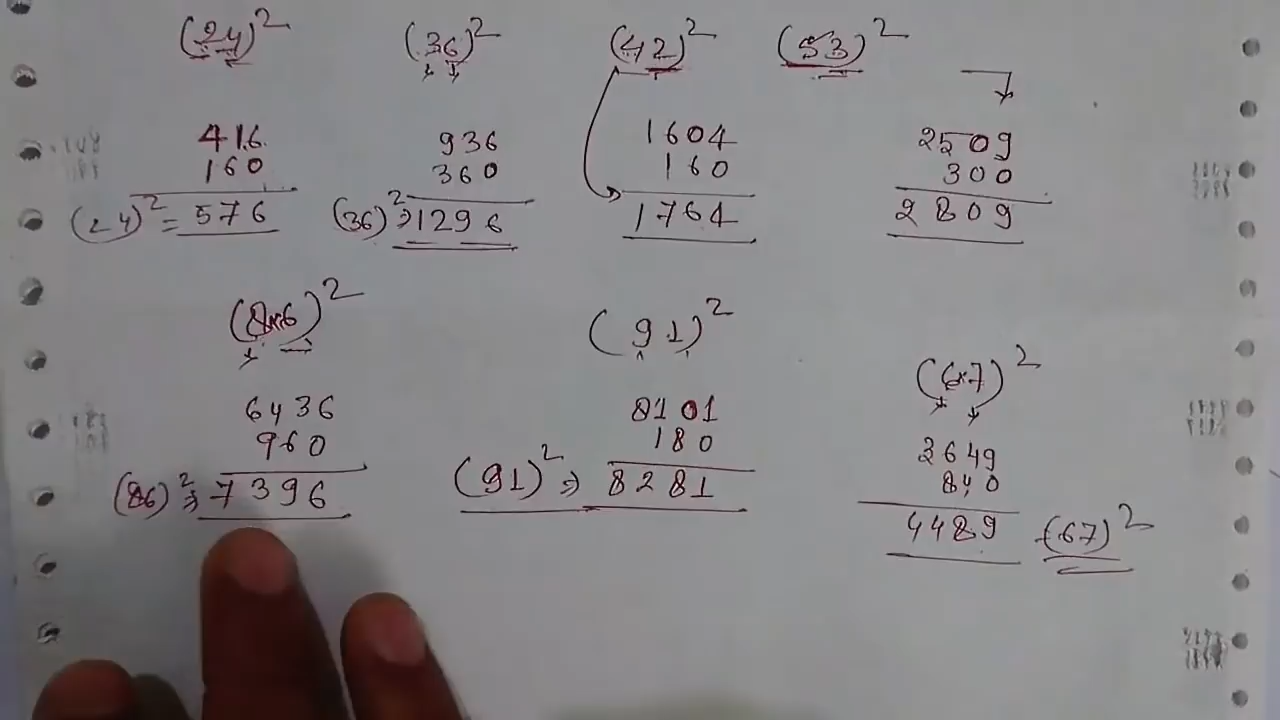 (24)² (36)² (42)² (53)²
416 936 1604 2509
160 360 160 300
(24)² = 576 (36)² ⇒ 1296 1764 2809
(86)² (91)² (67)²
6436 8101 3649
960 180 840
(86)² ⇒ 7396 (91)² ⇒ 8281 4489 (67)²